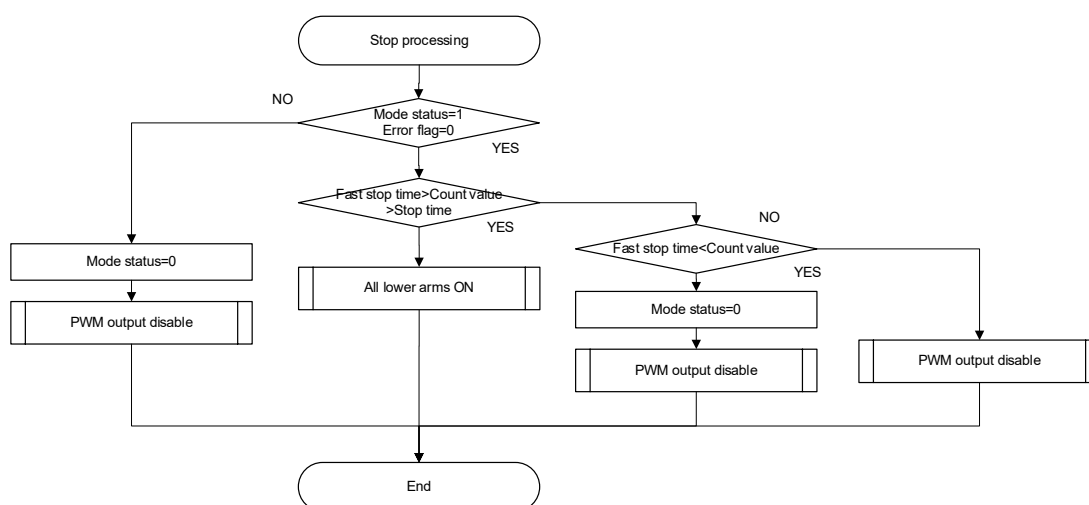 Stop processing
NO
Mode status=1
Error flag=0
YES
Fast stop time>Count value
>Stop time
YES
NO
Mode status=0
All lower arms ON
Fast stop time<Count value
YES
PWM output disable
Mode status=0
PWM output disable
PWM output disable
End